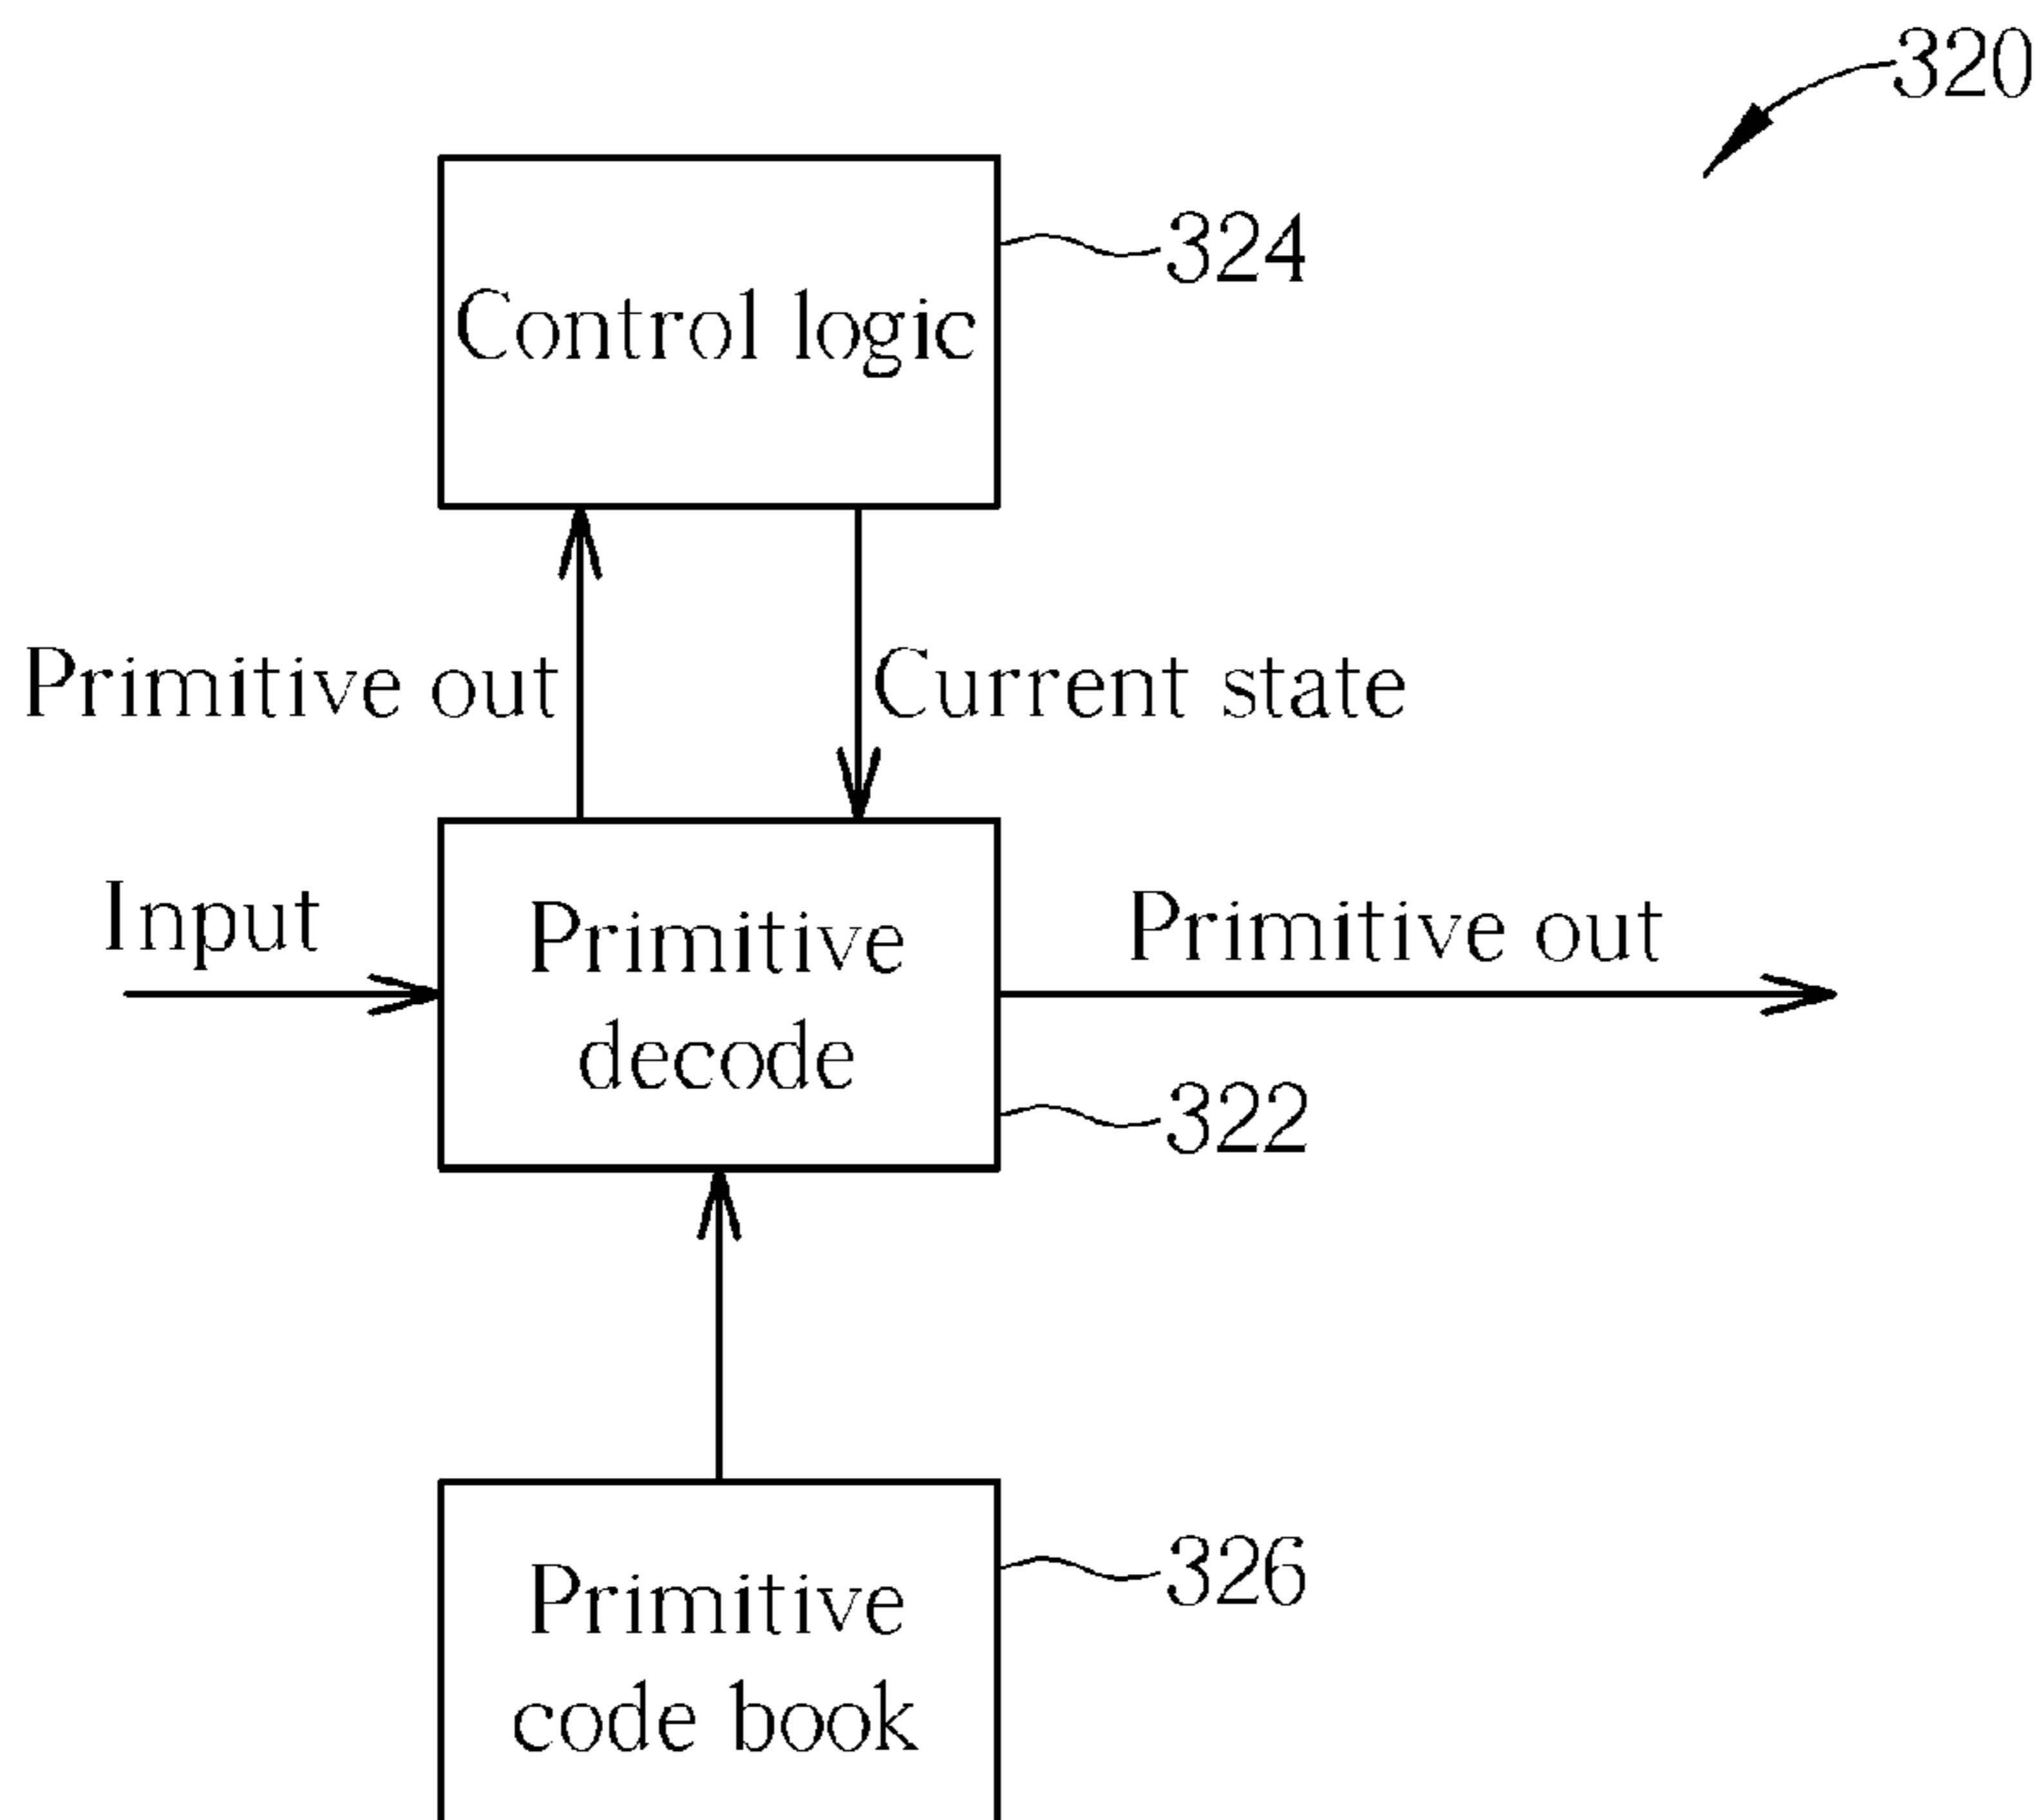 320
324
Control logic
Primitive out
Current state
Input
Primitive
decode
Primitive out
322
326
Primitive
code book